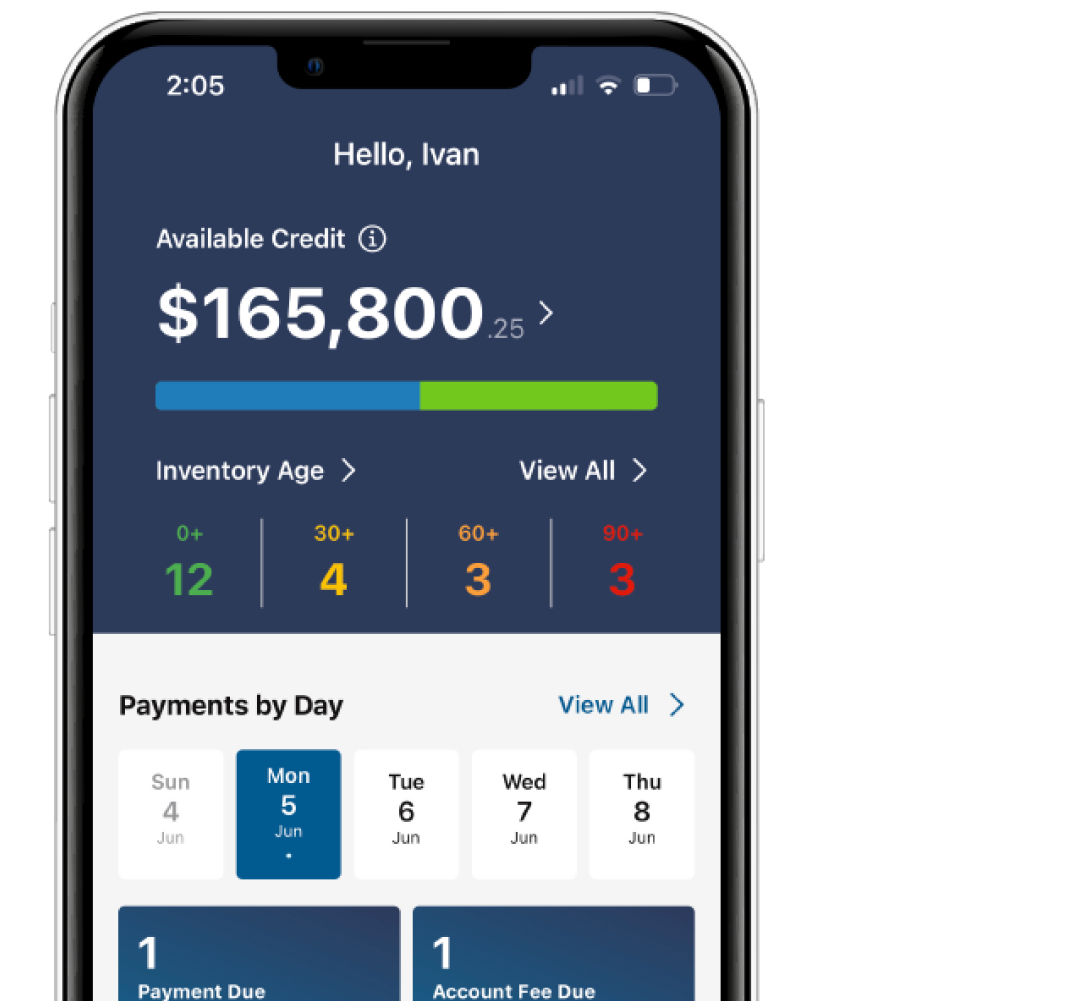 2:05
Hello, Ivan
Available Credit
$165,800.25
Inventory Age
View All
0+ 30+ 60+ 90+
12 4 3 3
Payments by Day
View All
Sun Mon Tue Wed Thu
4 5 6 7 8
Jun Jun Jun Jun Jun
1 1
Payment Due Account Fee Due